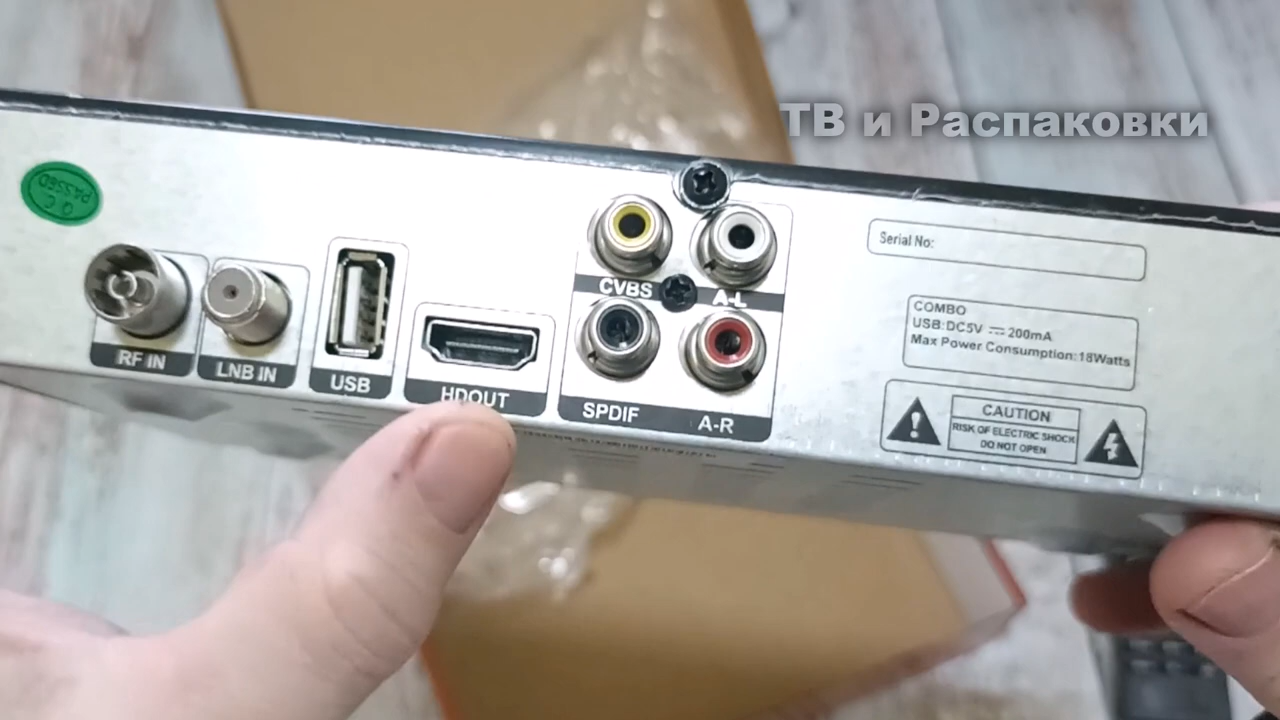 ТВ и Распаковки
QC
PASSED
RF IN
LNB IN
USB
HDOUT
CVBS
A-L
SPDIF
A-R
Serial No:
COMBO
USB:DC5V ⎓ 200mA
Max Power Consumption:18Watts
CAUTION
RISK OF ELECTRIC SHOCK
DO NOT OPEN